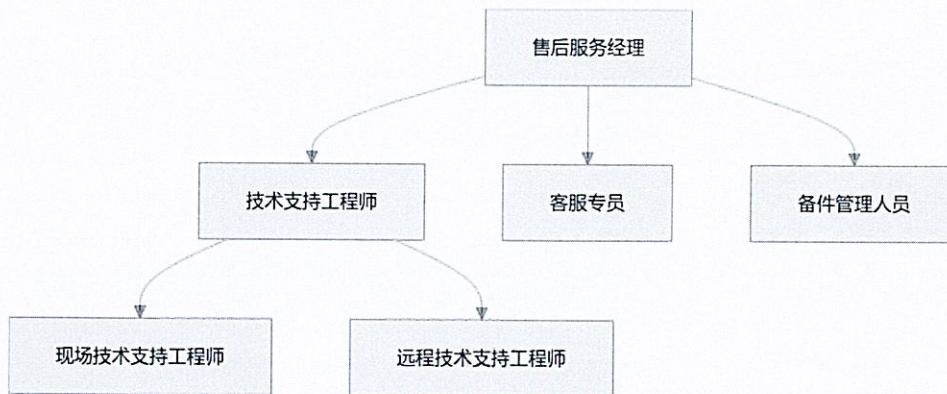 售后服务经理
技术支持工程师
客服专员
备件管理人员
现场技术支持工程师
远程技术支持工程师